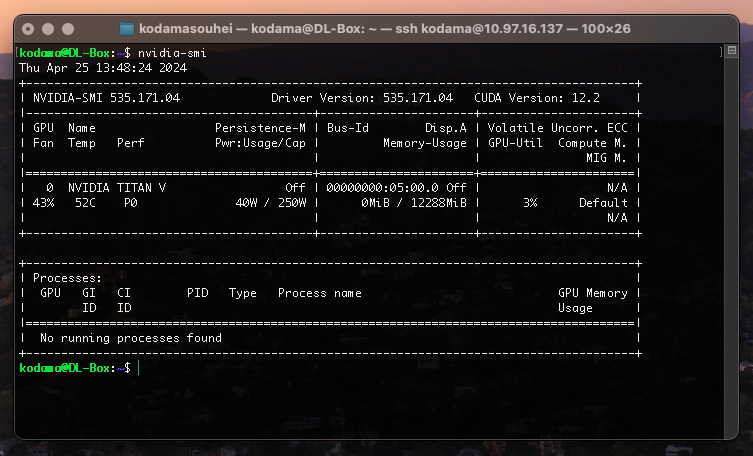 kodamasouhei — kodama@DL-Box: ~ — ssh kodama@10.97.16.137 — 100×26
[kodama@DL-Box:~$ nvidia-smi ]
Thu Apr 25 13:48:24 2024
+---------------------------------------------------------------------------------------+
| NVIDIA-SMI 535.171.04             Driver Version: 535.171.04   CUDA Version: 12.2     |
|-----------------------------------------+----------------------+----------------------+
| GPU  Name                 Persistence-M | Bus-Id        Disp.A | Volatile Uncorr. ECC |
| Fan  Temp   Perf          Pwr:Usage/Cap |         Memory-Usage | GPU-Util  Compute M. |
|                                         |                      |               MIG M. |
|=========================================+======================+======================|
|   0  NVIDIA TITAN V                 Off | 00000000:05:00.0 Off |                  N/A |
| 43%   52C    P0              40W / 250W |      0MiB / 12288MiB |      3%      Default |
|                                         |                      |                  N/A |
+-----------------------------------------+----------------------+----------------------+
+---------------------------------------------------------------------------------------+
| Processes:                                                                            |
|  GPU   GI   CI        PID   Type   Process name                            GPU Memory |
|        ID   ID                                                             Usage      |
|=======================================================================================|
|  No running processes found                                                           |
+---------------------------------------------------------------------------------------+
kodama@DL-Box:~$